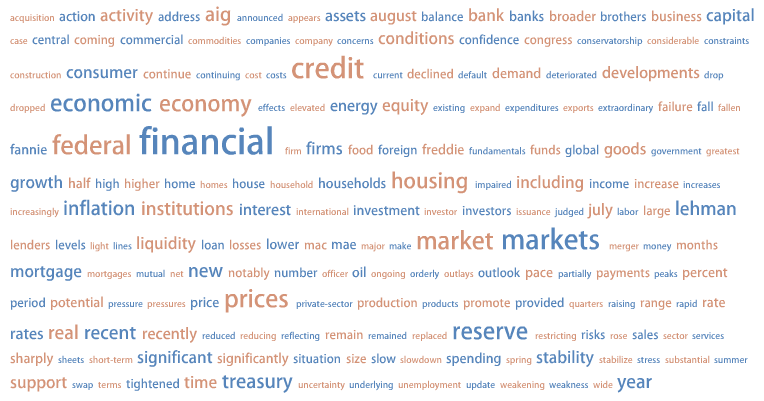 acquisition action activity address aig announced appears assets august balance bank banks broader brothers business capital
case central coming commercial commodities companies company concerns conditions confidence congress conservatorship considerable constraints
construction consumer continue continuing cost costs credit current declined default demand deteriorated developments drop
dropped economic economy effects elevated energy equity existing expand expenditures exports extraordinary failure fall fallen
fannie federal financial firm firms food foreign freddie fundamentals funds global goods government greatest
growth half high higher home homes house household households housing impaired including income increase increases
increasingly inflation institutions interest international investment investor investors issuance judged july labor large lehman
lenders levels light lines liquidity loan losses lower mac mae major make market markets merger money months
mortgage mortgages mutual net new notably number officer oil ongoing orderly outlays outlook pace partially payments peaks percent
period potential pressure pressures price prices private-sector production products promote provided quarters raising range rapid rate
rates real recent recently reduced reducing reflecting remain remained replaced reserve restricting risks rose sales sector services
sharply sheets short-term significant significantly situation size slow slowdown spending spring stability stabilize stress substantial summer
support swap terms tightened time treasury uncertainty underlying unemployment update weakening weakness wide year